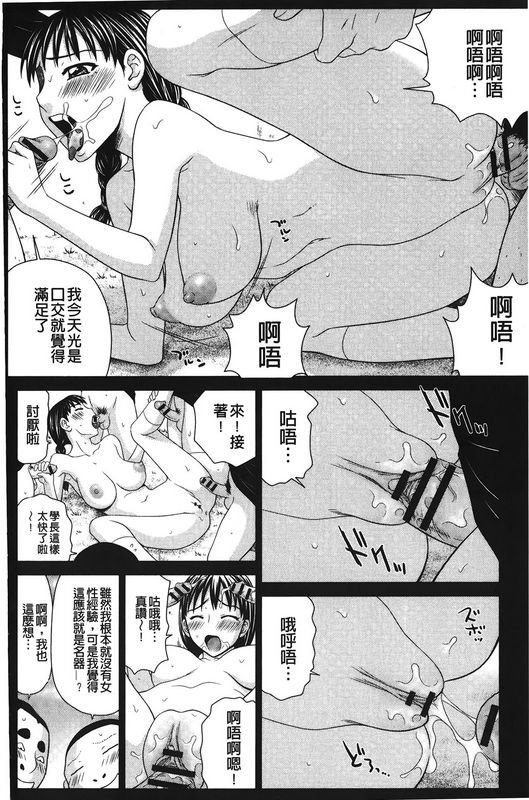 啊唔啊唔
啊唔啊
唔啊…
啊唔！
啊唔
我今天光是
口交就覺得
滿足了
咕唔…
來！接
著！
討厭啦
學長這樣
太快了啦
～！
哦呼唔…
咕哦哦…
真讚～！
啊唔啊嗯！
雖然我根本就沒有女
性經驗，可是我覺得
這應該就是名器—？
啊啊，我也
這麼想…